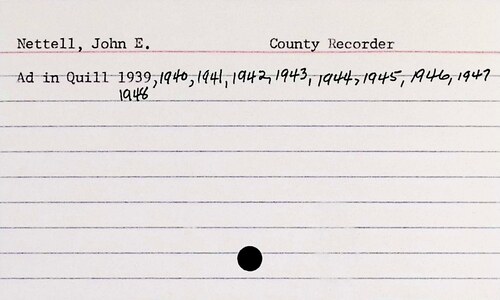 Nettell, John E. County Recorder
Ad in Quill 1939, 1940, 1941, 1942, 1943, 1944, 1945, 1946, 1947
1948